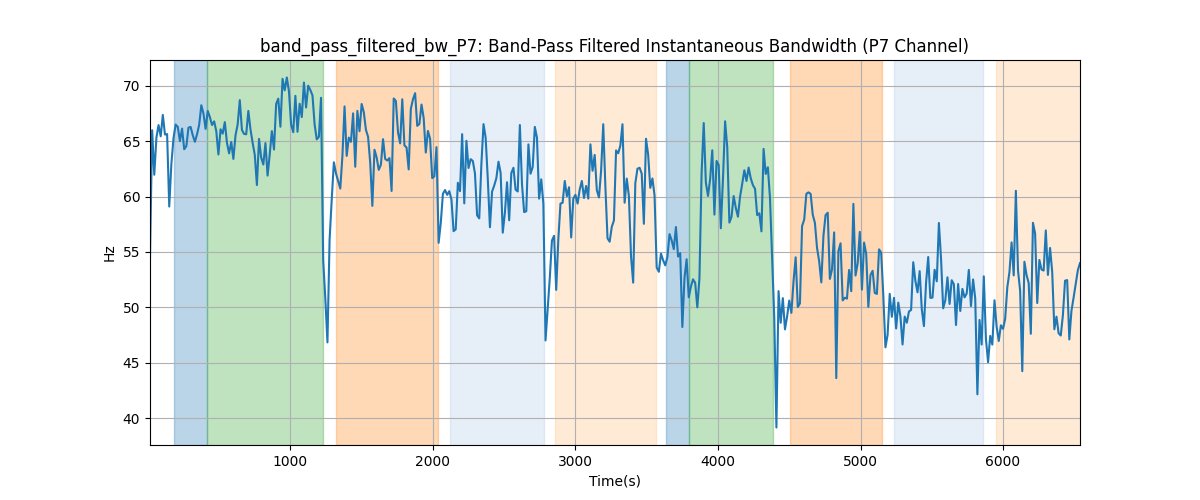 band_pass_filtered_bw_P7: Band-Pass Filtered Instantaneous Bandwidth (P7 Channel)
70
65
60
55
50
45
40
Hz
1000 2000 3000 4000 5000 6000
Time(s)